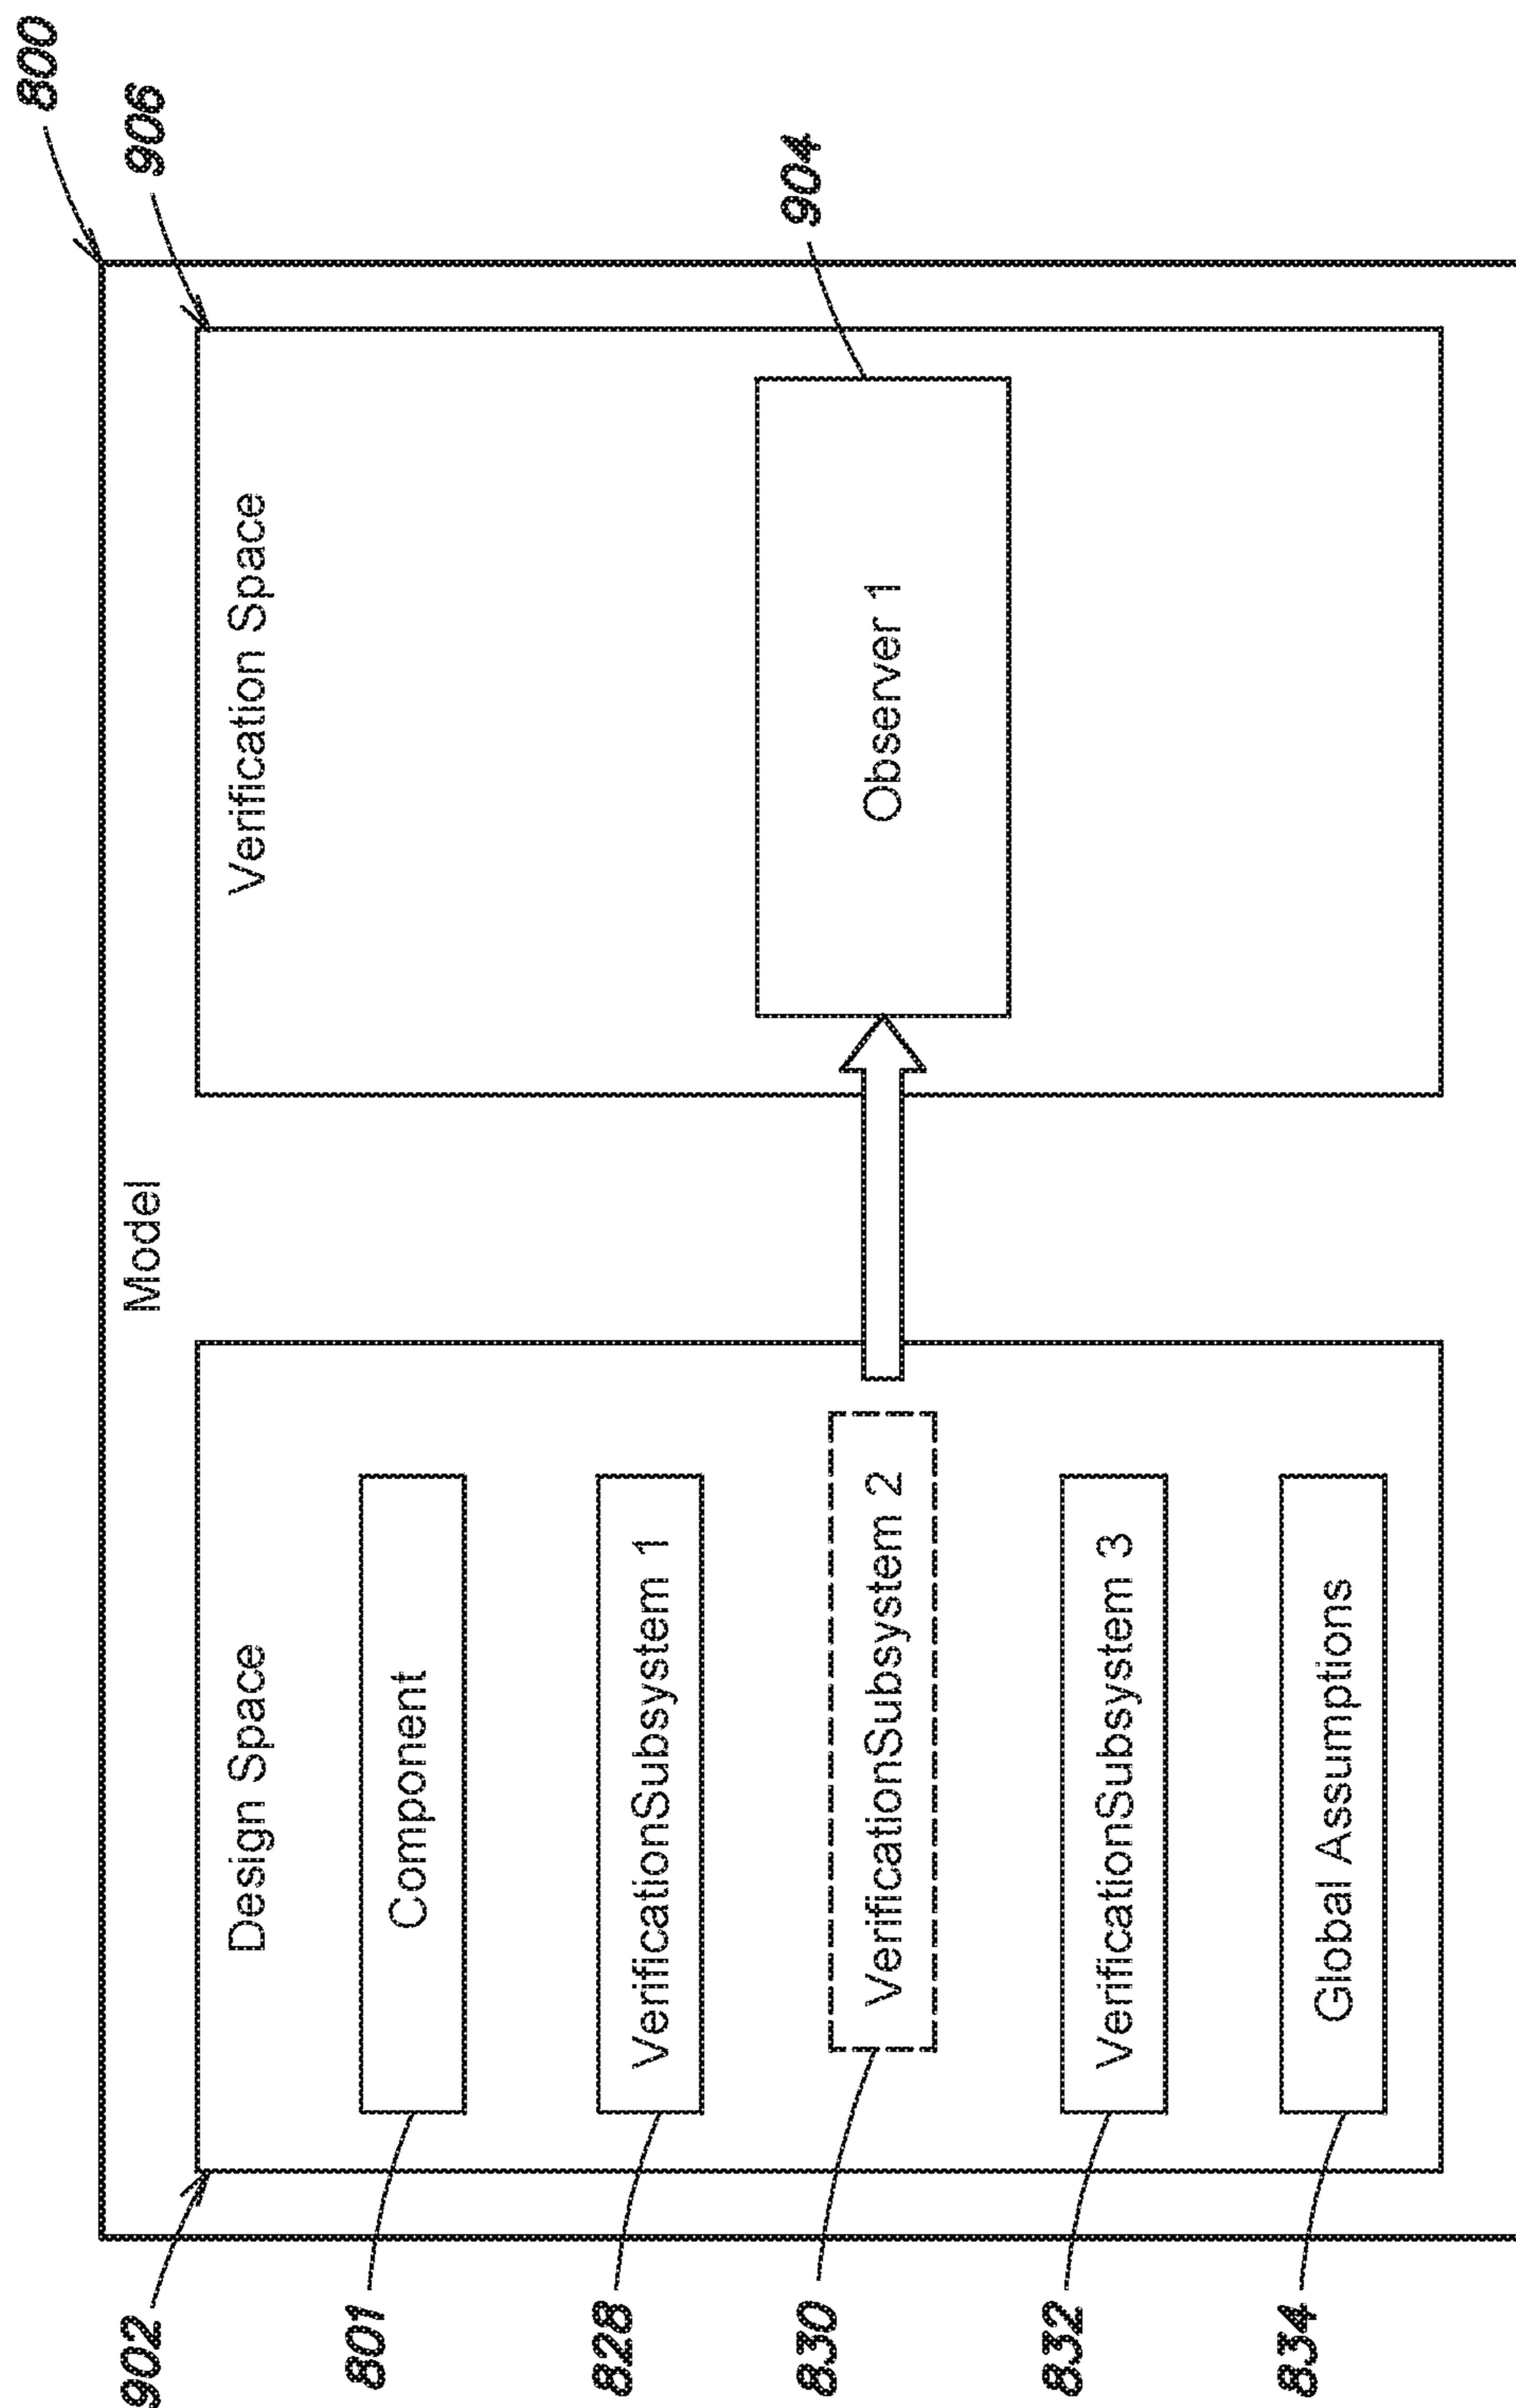 800
906
Model
902
Design Space
Verification Space
801
Component
828
VerificationSubsystem 1
830
VerificationSubsystem 2
Observer 1
904
832
VerificationSubsystem 3
834
Global Assumptions